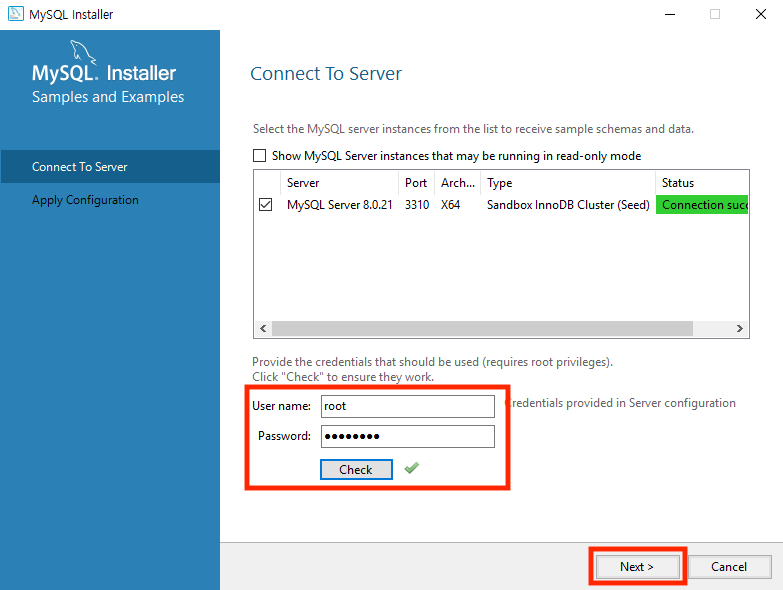 MySQL Installer
MySQL. Installer
Samples and Examples
Connect To Server
Apply Configuration
Connect To Server
Select the MySQL server instances from the list to receive sample schemas and data.
Show MySQL Server instances that may be running in read-only mode
Server Port Arch... Type Status
MySQL Server 8.0.21 3310 X64 Sandbox InnoDB Cluster (Seed) Connection succ
Provide the credentials that should be used (requires root privileges).
Click "Check" to ensure they work.
User name: root Credentials provided in Server configuration
Password: ●●●●●●●●
Check
Next > Cancel